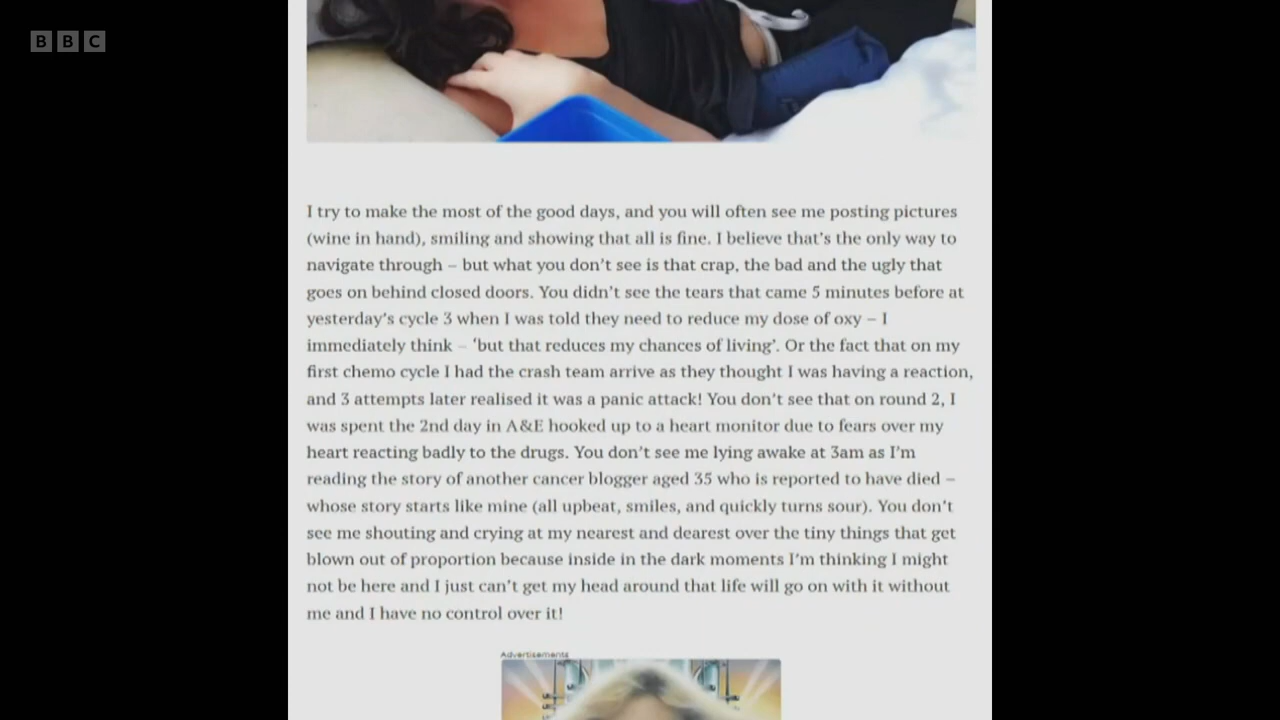 BBC
I try to make the most of the good days, and you will often see me posting pictures
(wine in hand), smiling and showing that all is fine. I believe that's the only way to
navigate through – but what you don't see is that crap, the bad and the ugly that
goes on behind closed doors. You didn't see the tears that came 5 minutes before at
yesterday's cycle 3 when I was told they need to reduce my dose of oxy – I
immediately think – 'but that reduces my chances of living'. Or the fact that on my
first chemo cycle I had the crash team arrive as they thought I was having a reaction,
and 3 attempts later realised it was a panic attack! You don't see that on round 2, I
was spent the 2nd day in A&E hooked up to a heart monitor due to fears over my
heart reacting badly to the drugs. You don't see me lying awake at 3am as I'm
reading the story of another cancer blogger aged 35 who is reported to have died –
whose story starts like mine (all upbeat, smiles, and quickly turns sour). You don't
see me shouting and crying at my nearest and dearest over the tiny things that get
blown out of proportion because inside in the dark moments I'm thinking I might
not be here and I just can't get my head around that life will go on with it without
me and I have no control over it!
Advertisements